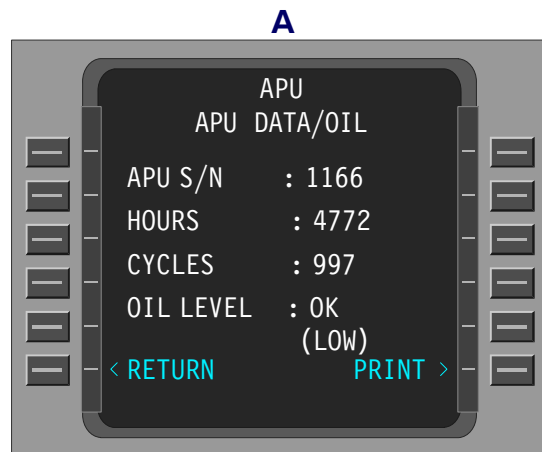 A
APU
APU DATA/OIL
APU S/N : 1166
HOURS : 4772
CYCLES : 997
OIL LEVEL : OK
(LOW)
< RETURN PRINT >